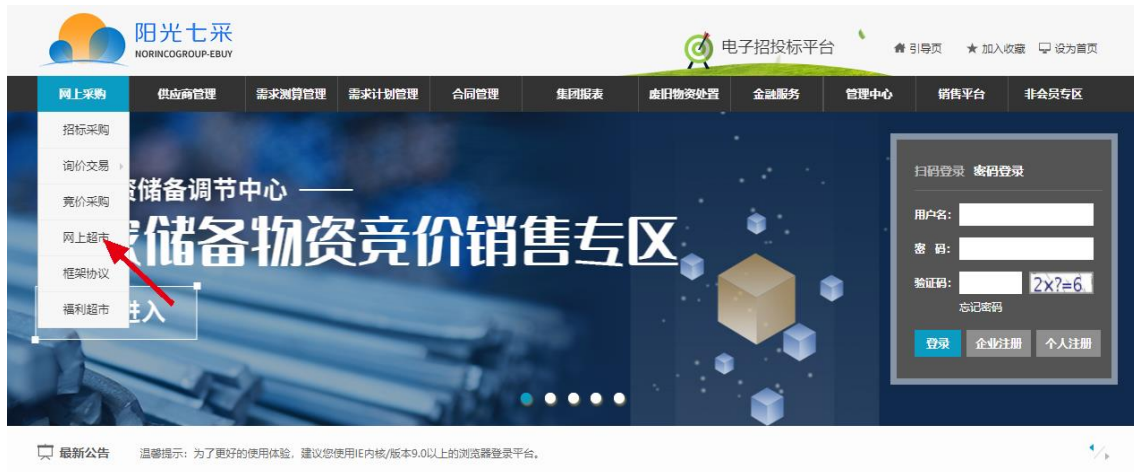 阳光七采
NORINCOGROUP-EBUY
电子招投标平台
引导页 加入收藏 设为首页
网上采购 供应商管理 需求测算管理 需求计划管理 合同管理 集团报表 废旧物资处置 金融服务 管理中心 销售平台 非会员专区
招标采购
询价交易
竞价采购
网上超市
框架协议
福利超市
储备调节中心
储备物资竞价销售专区
进入
扫码登录 密码登录
用户名：
密 码：
验证码：
2x?=6
忘记密码
登录 企业注册 个人注册
最新公告 温馨提示：为了更好的使用体验，建议您使用IE内核/版本9.0以上的浏览器登录平台。